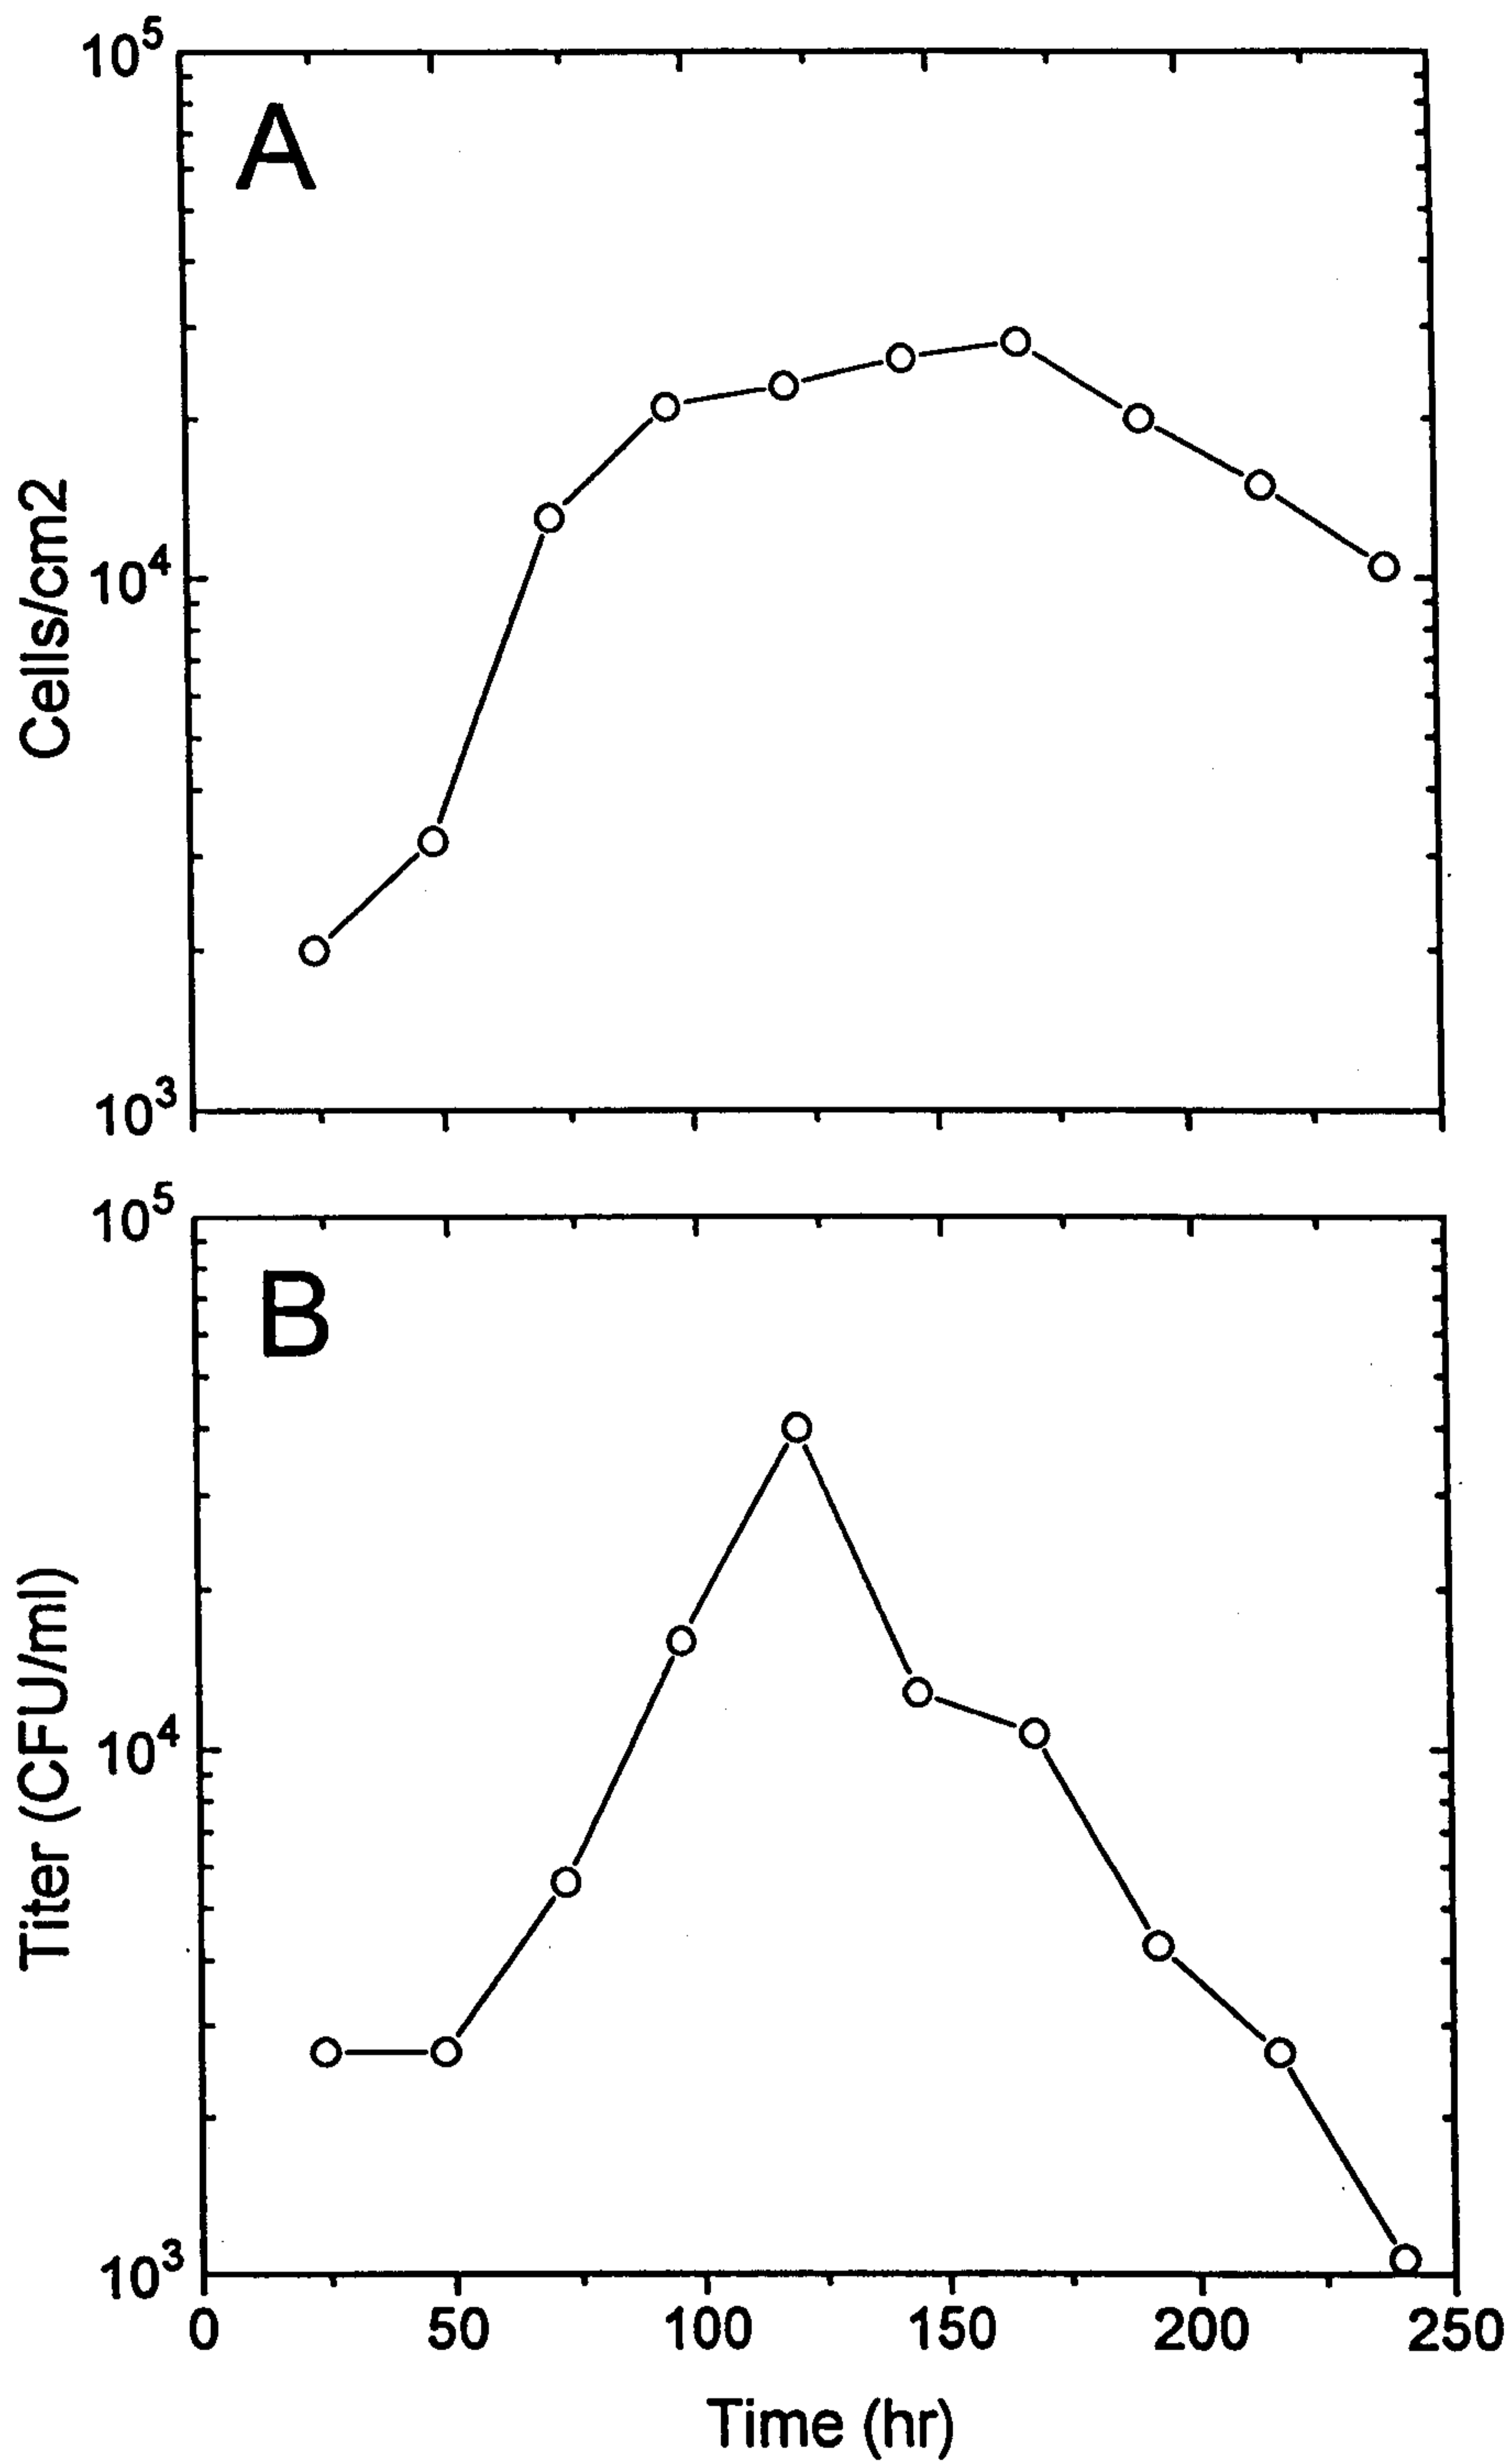 10⁵
A
Cells/cm2
10⁴
10³
10⁵
B
Titer (CFU/ml)
10⁴
10³
0 50 100 150 200 250
Time (hr)